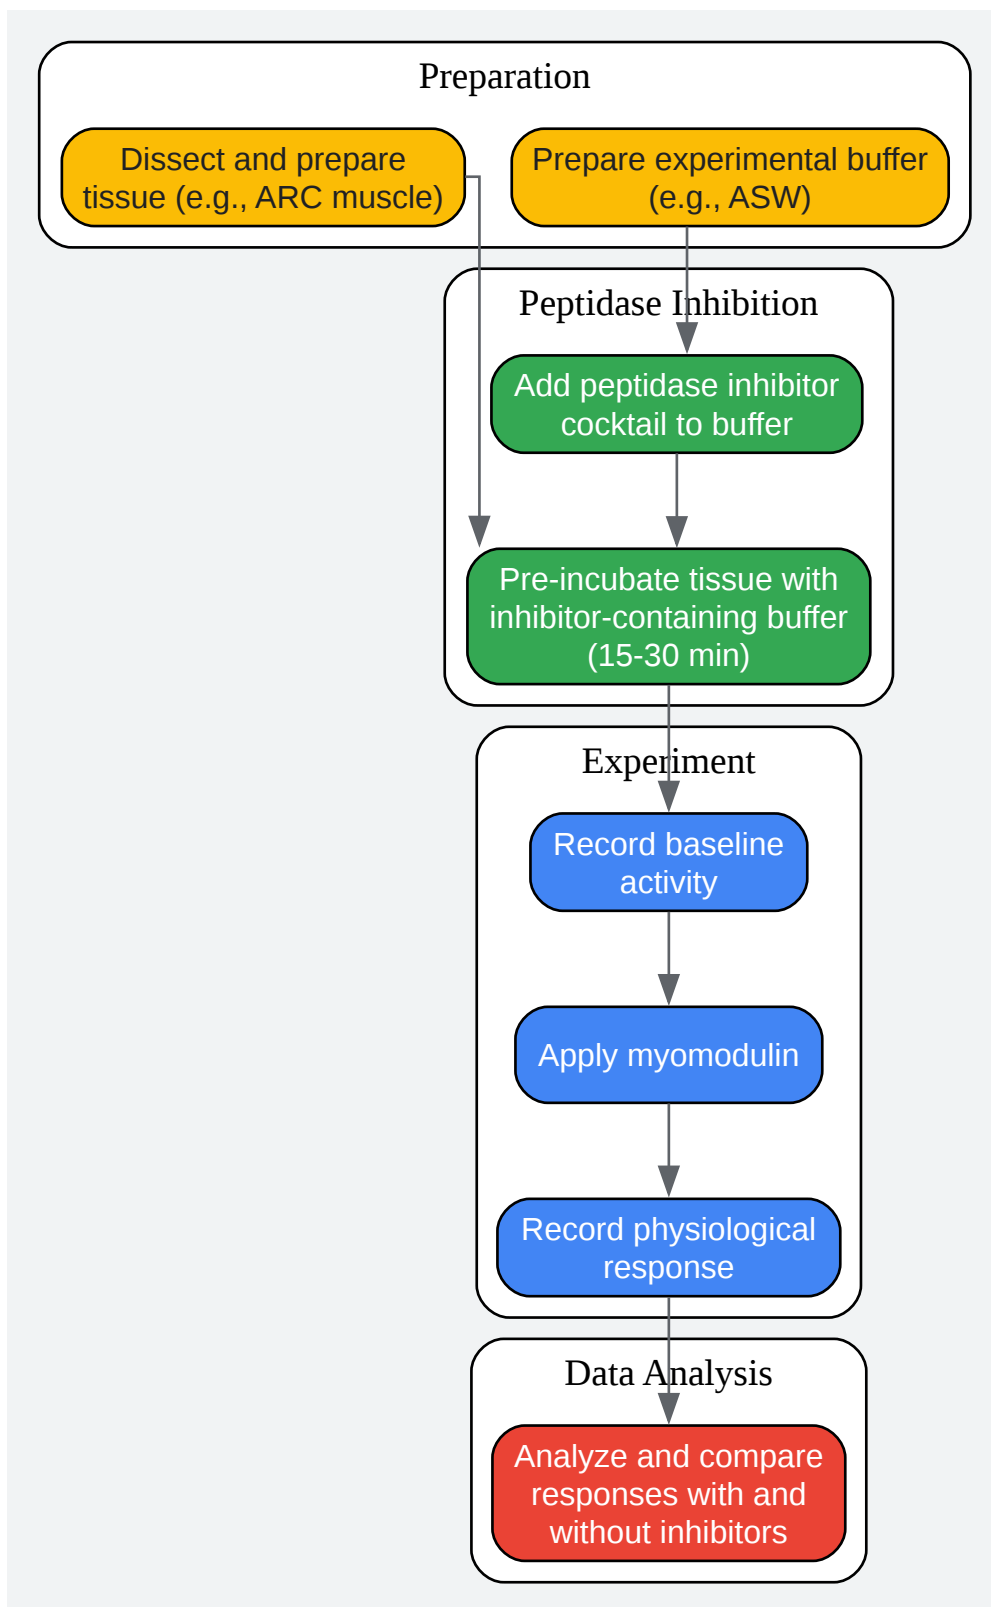 Preparation
Dissect and prepare
tissue (e.g., ARC muscle)
Prepare experimental buffer
(e.g., ASW)
Peptidase Inhibition
Add peptidase inhibitor
cocktail to buffer
Pre-incubate tissue with
inhibitor-containing buffer
(15-30 min)
Experiment
Record baseline
activity
Apply myomodulin
Record physiological
response
Data Analysis
Analyze and compare
responses with and
without inhibitors